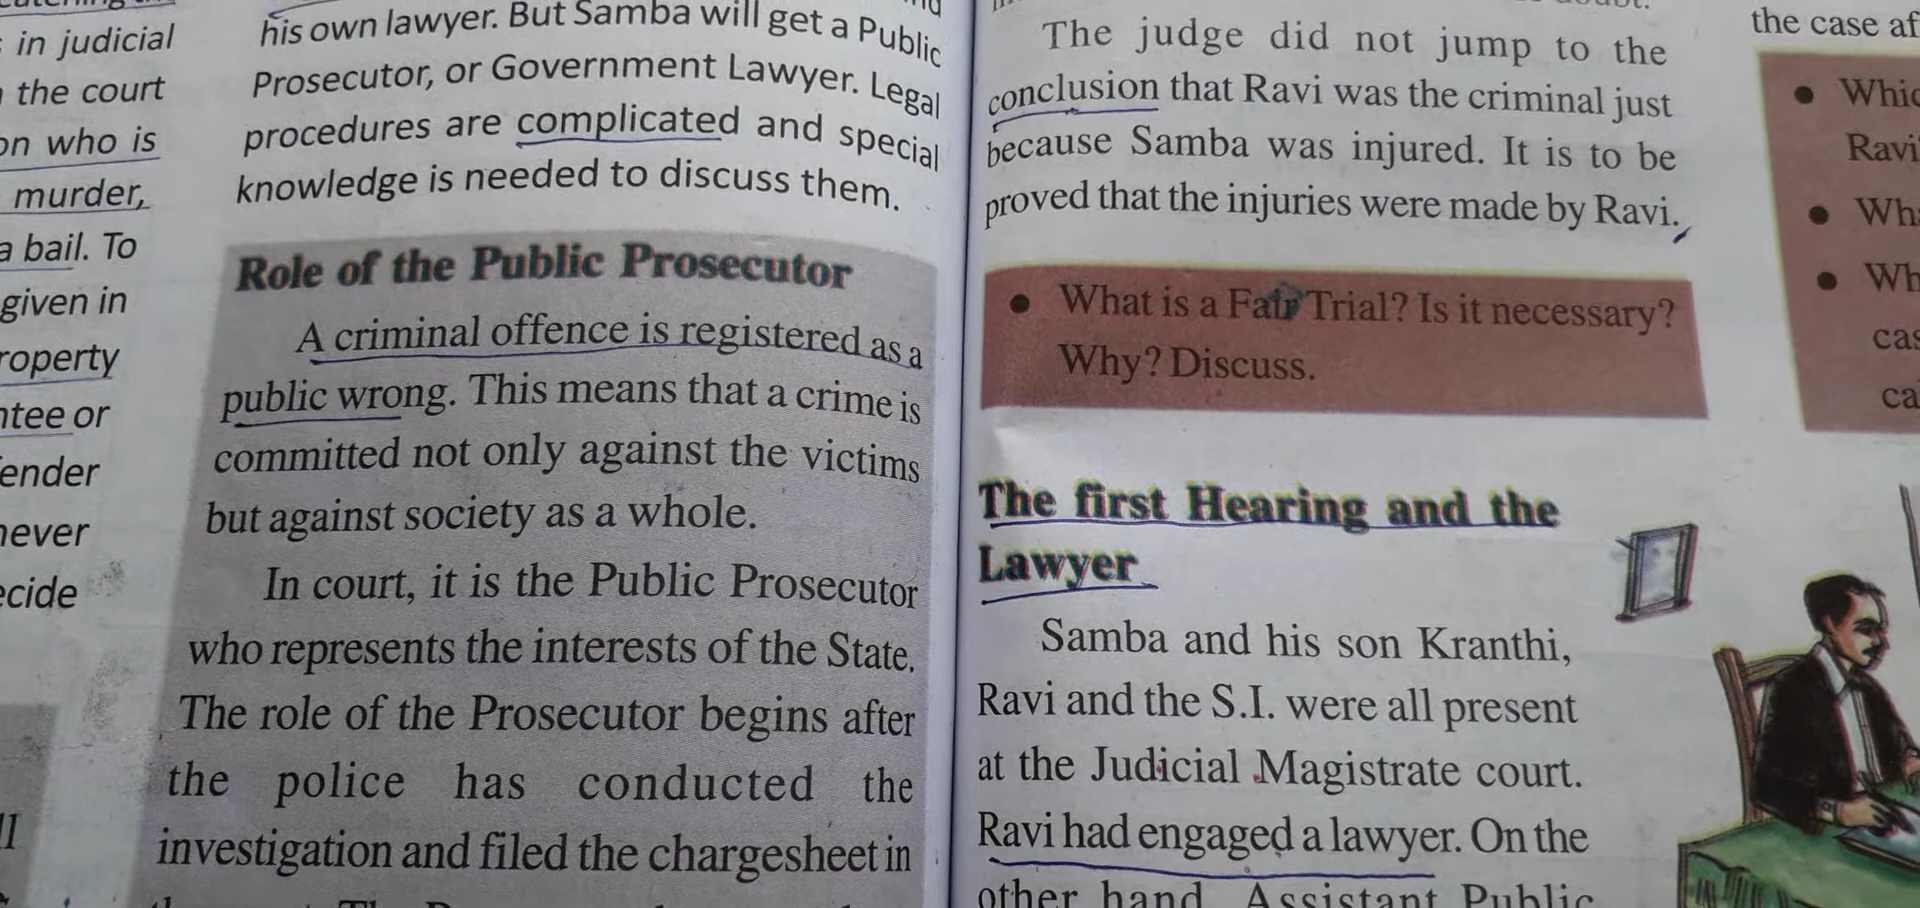 in judicial
the court
who is
murder,
a bail. To
given in
or
never
his own lawyer. But Samba will get a Public
Prosecutor, or Government Lawyer. Legal
procedures are complicated and special
knowledge is needed to discuss them.
Role of the Public Prosecutor
A criminal offence is registered as a
public wrong. This means that a crime is
committed not only against the victims
but against society as a whole.
In court, it is the Public Prosecutor
who represents the interests of the State.
The role of the Prosecutor begins after
the police has conducted the
investigation and filed the chargesheet in
The judge did not jump to the
conclusion that Ravi was the criminal just
because Samba was injured. It is to be
proved that the injuries were made by Ravi.
• What is a Fair Trial? Is it necessary?
Why? Discuss.
The first Hearing and the
Lawyer
Samba and his son Kranthi,
Ravi and the S.I. were all present
at the Judicial Magistrate court.
Ravi had engaged a lawyer. On the
other hand, Assistant Public
the case
Ravi